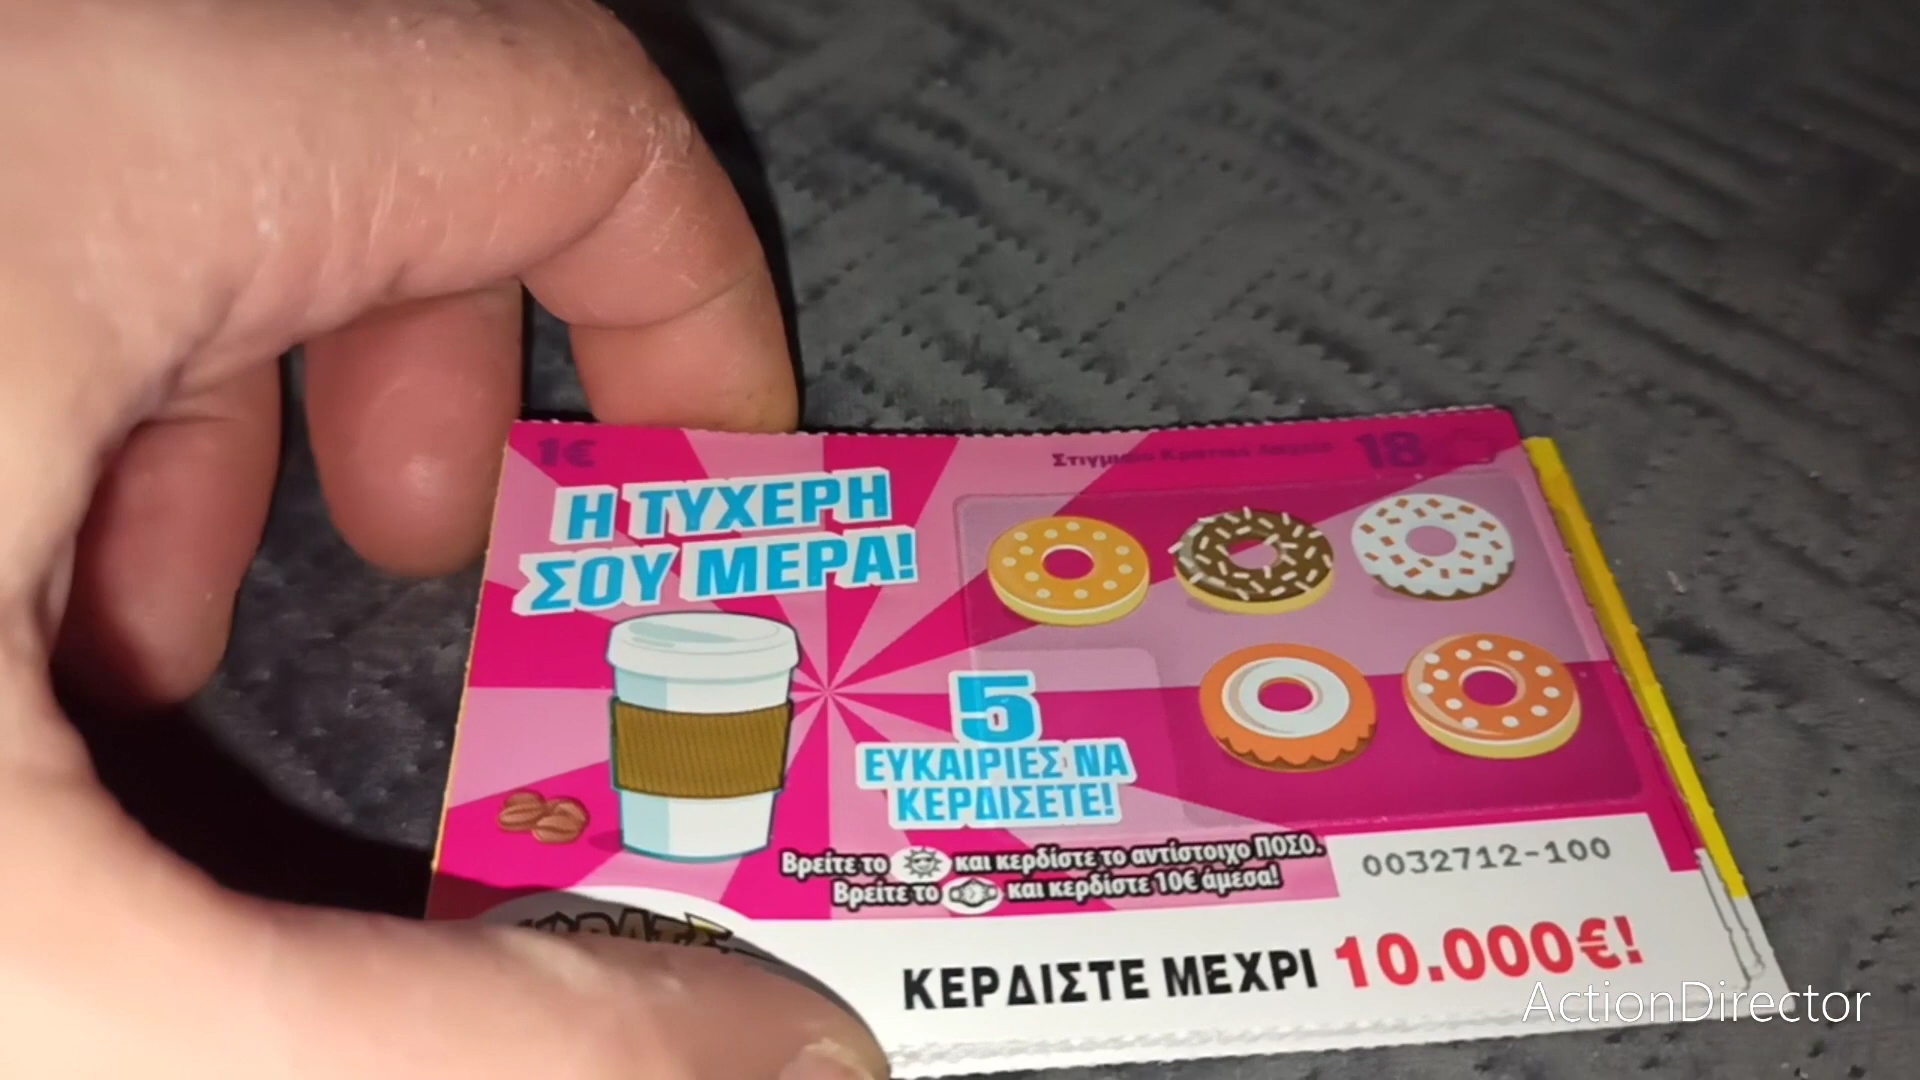 1€
Στιγμιαίο Κρατικό Λαχείο 18
Η ΤΥΧΕΡΗ
ΣΟΥ ΜΕΡΑ!
5
ΕΥΚΑΙΡΙΕΣ ΝΑ
ΚΕΡΔΙΣΕΤΕ!
Βρείτε το και κερδίστε το αντίστοιχο ΠΟΣΟ.
Βρείτε το και κερδίστε 10€ άμεσα!
0032712-100
ΣΚΡΑΤΣ
ΚΕΡΔΙΣΤΕ ΜΕΧΡΙ 10.000€!
ActionDirector